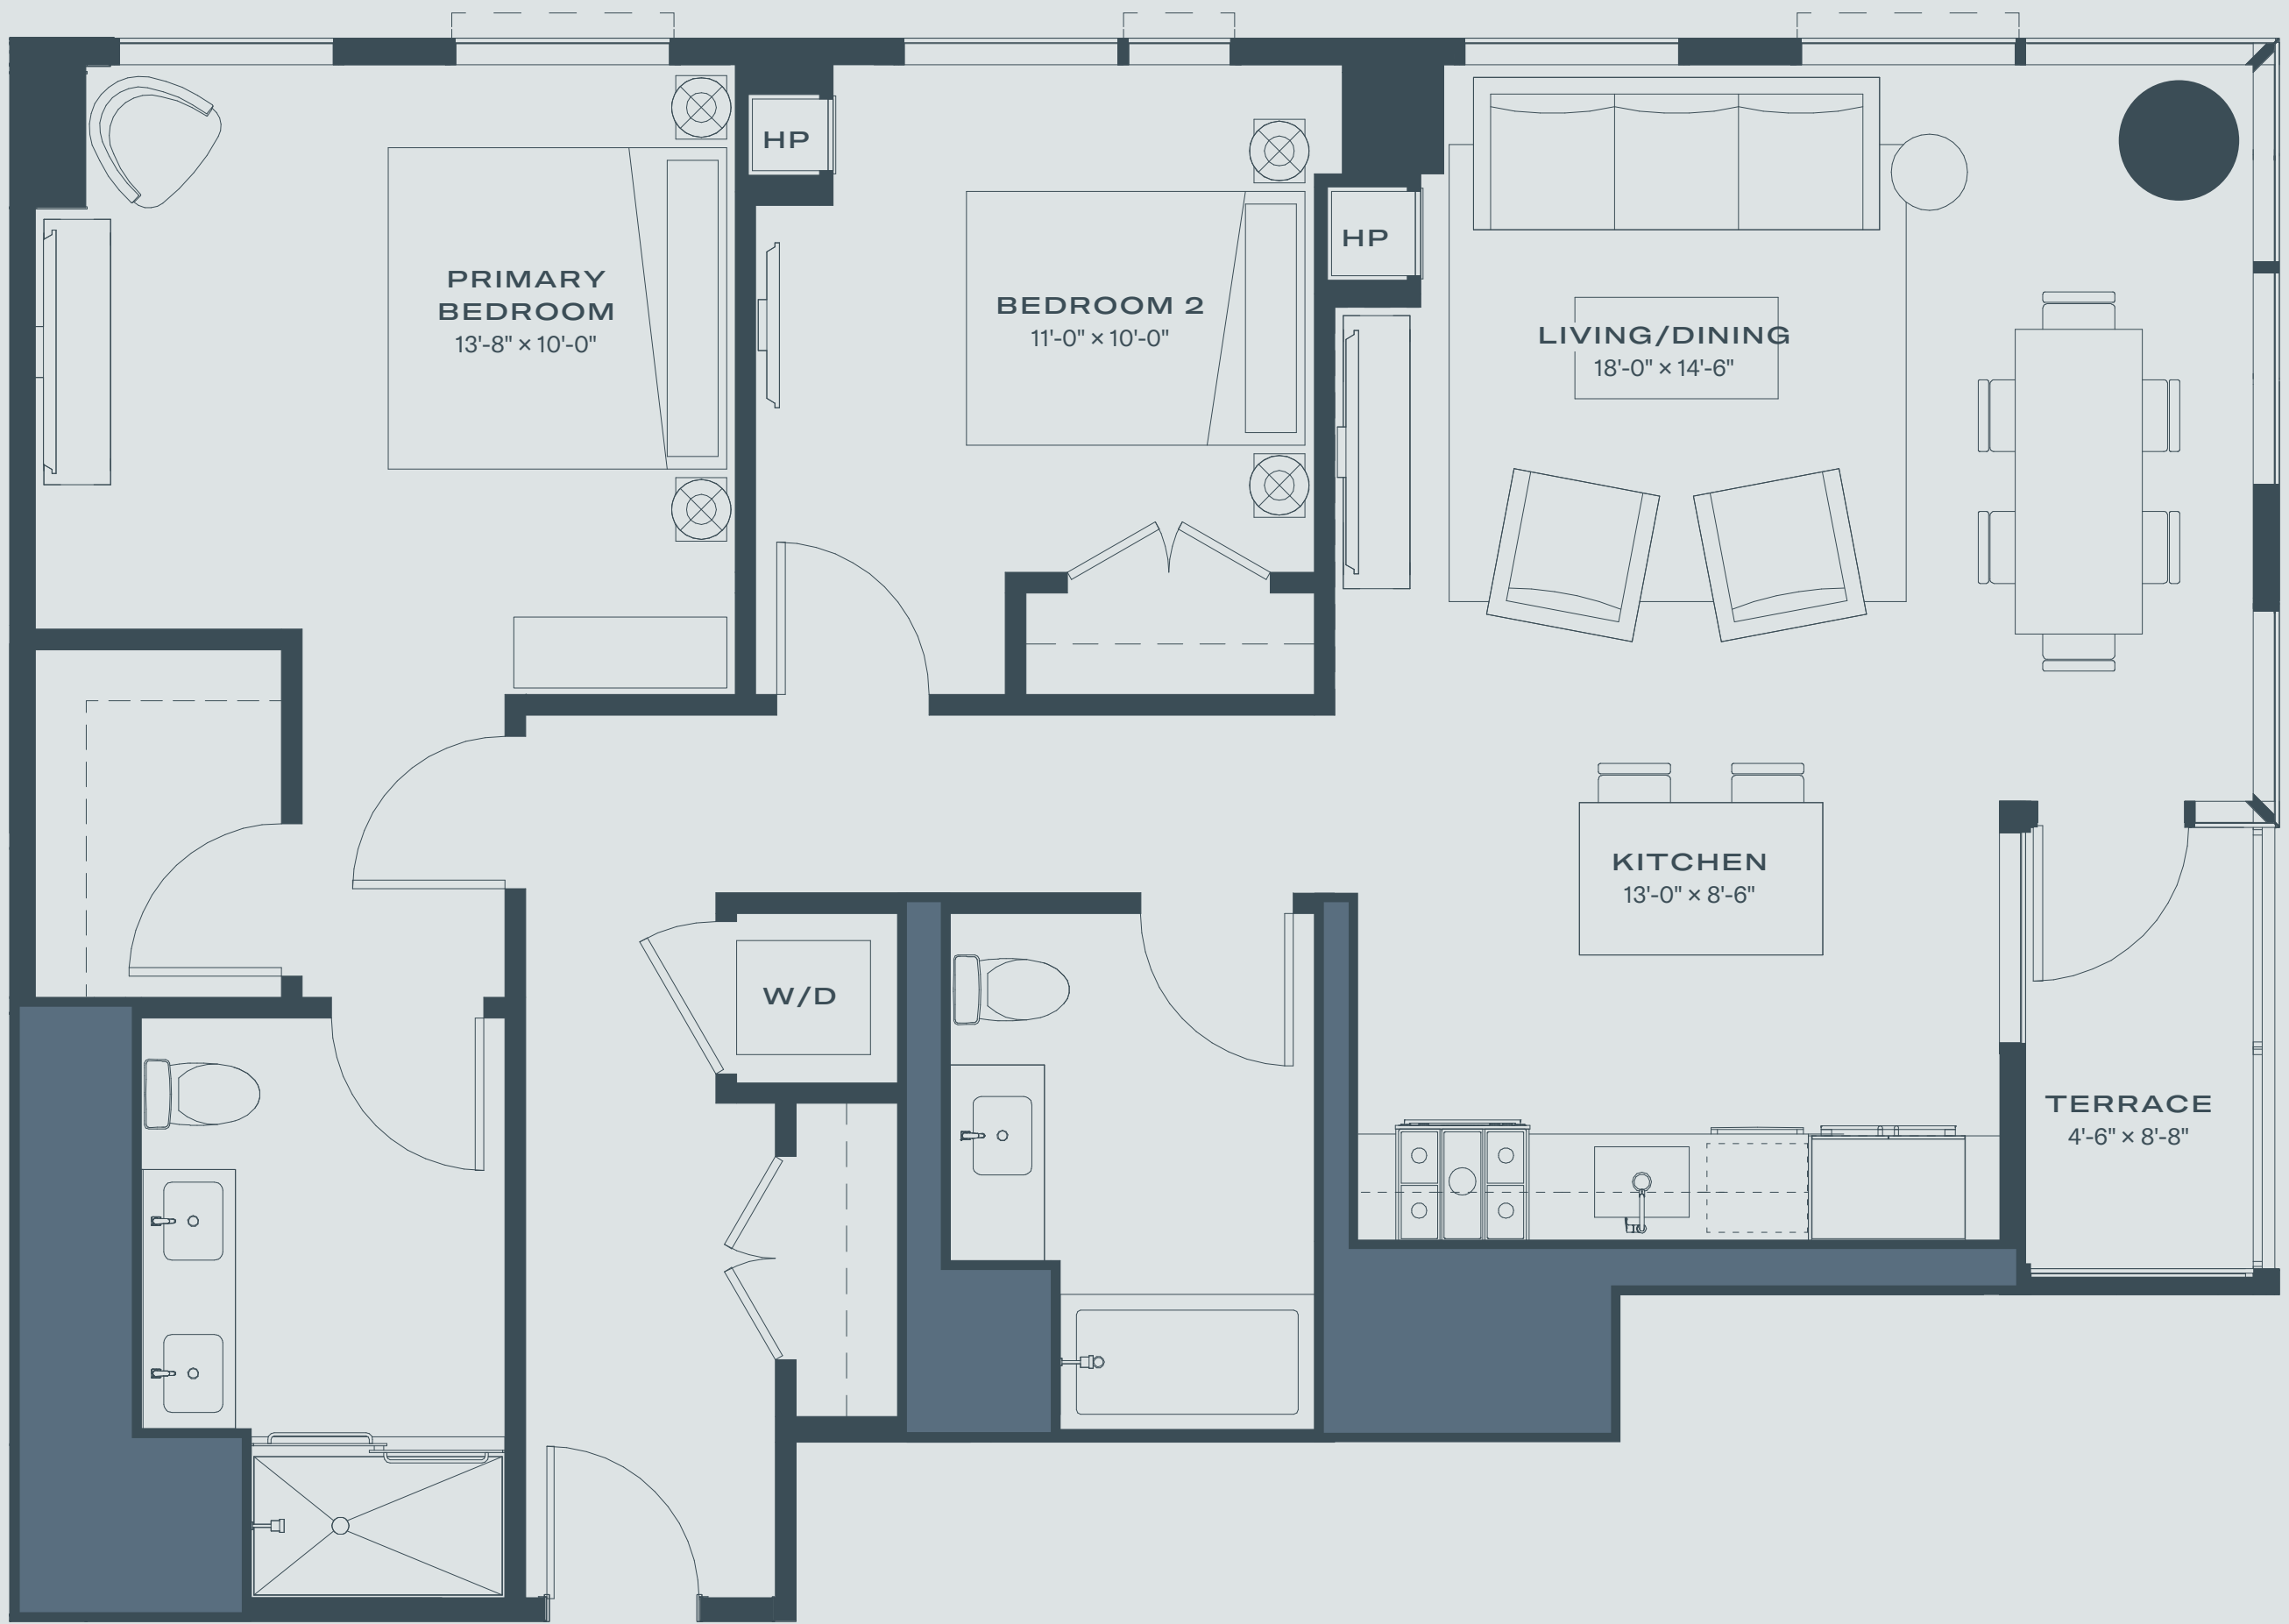 HP
PRIMARY
BEDROOM
13'-8" × 10'-0"
BEDROOM 2
11'-0" × 10'-0"
HP
LIVING/DINING
18'-0" × 14'-6"
KITCHEN
13'-0" × 8'-6"
W/D
TERRACE
4'-6" × 8'-8"